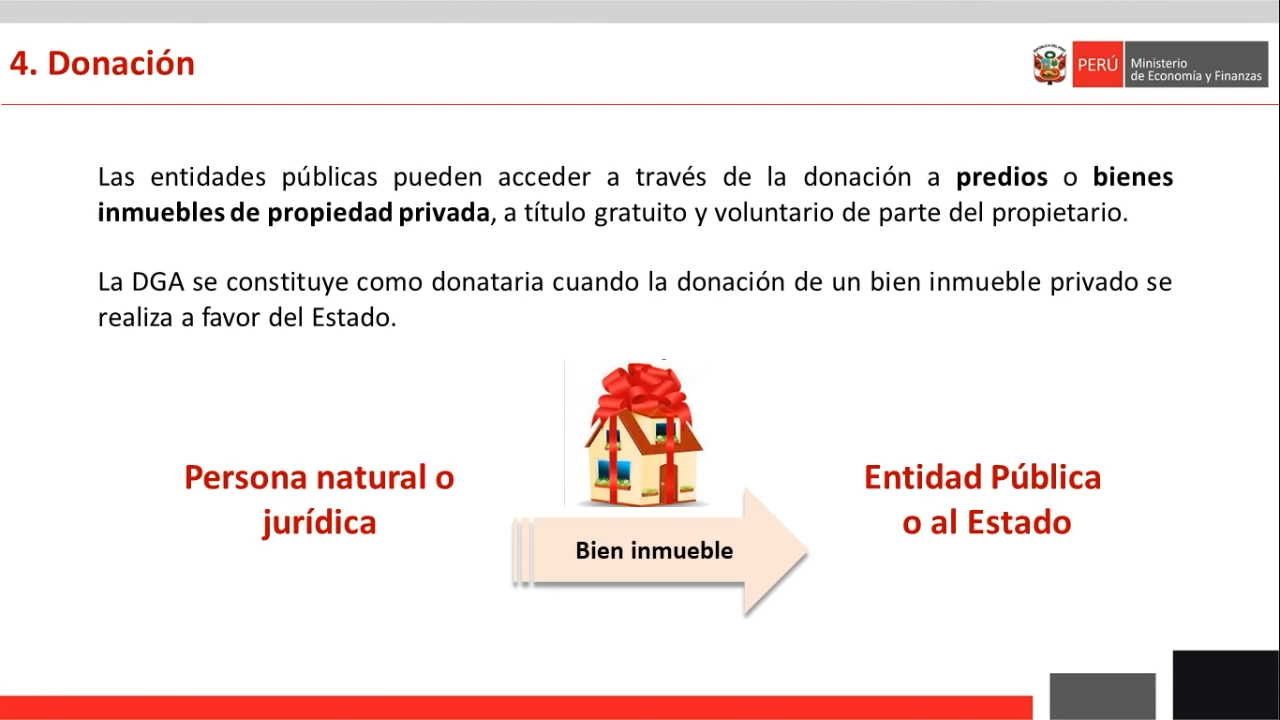 4. Donación
PERÚ
Ministerio
de Economía y Finanzas
Las entidades públicas pueden acceder a través de la donación a predios o bienes
inmuebles de propiedad privada, a título gratuito y voluntario de parte del propietario.
La DGA se constituye como donataria cuando la donación de un bien inmueble privado se
realiza a favor del Estado.
Persona natural o
jurídica
Bien inmueble
Entidad Pública
o al Estado